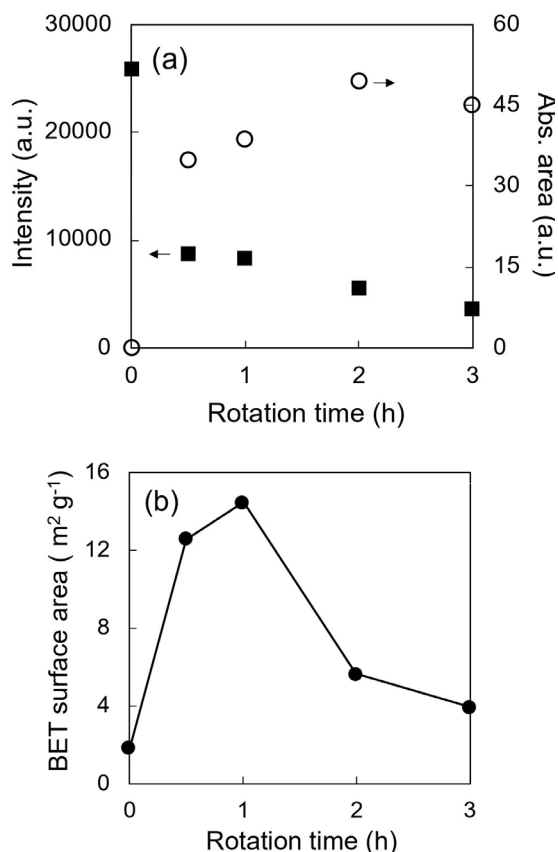 (a)
30000
20000
10000
0
Intensity (a.u.)
60
45
30
15
0
Abs. area (a.u.)
0 1 2 3
Rotation time (h)
(b)
16
12
8
4
0
BET surface area ( m² g⁻¹)
0 1 2 3
Rotation time (h)